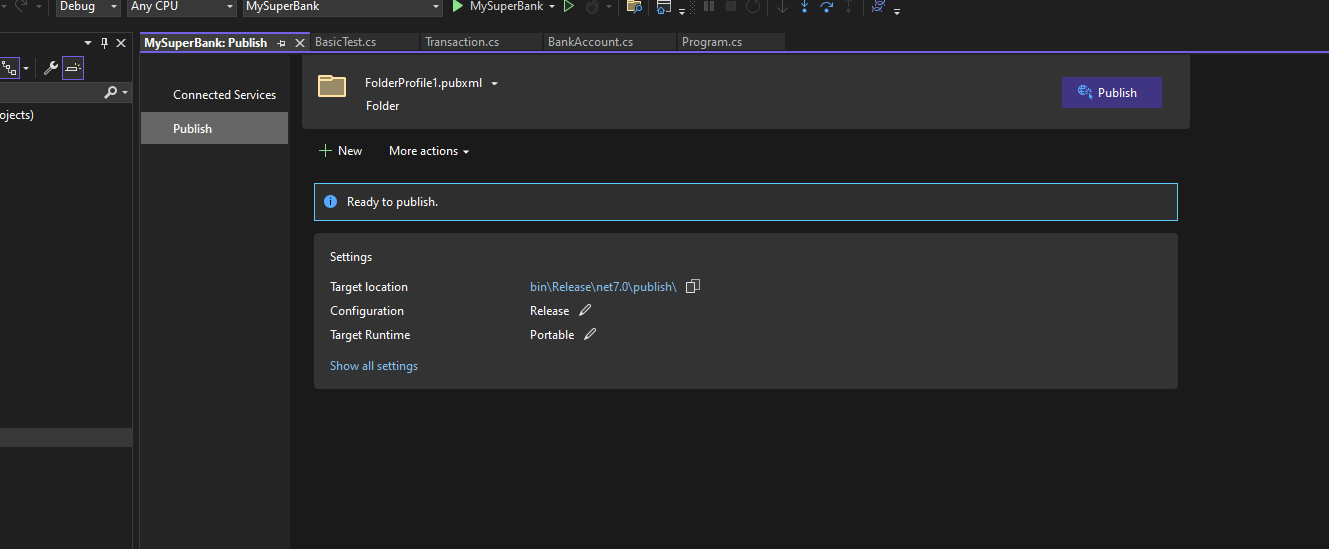 Debug Any CPU MySuperBank MySuperBank
MySuperBank: Publish BasicTest.cs Transaction.cs BankAccount.cs Program.cs
ojects)
Connected Services
Publish
FolderProfile1.pubxml
Folder
Publish
New More actions
Ready to publish.
Settings
Target location bin\Release\net7.0\publish\
Configuration Release
Target Runtime Portable
Show all settings